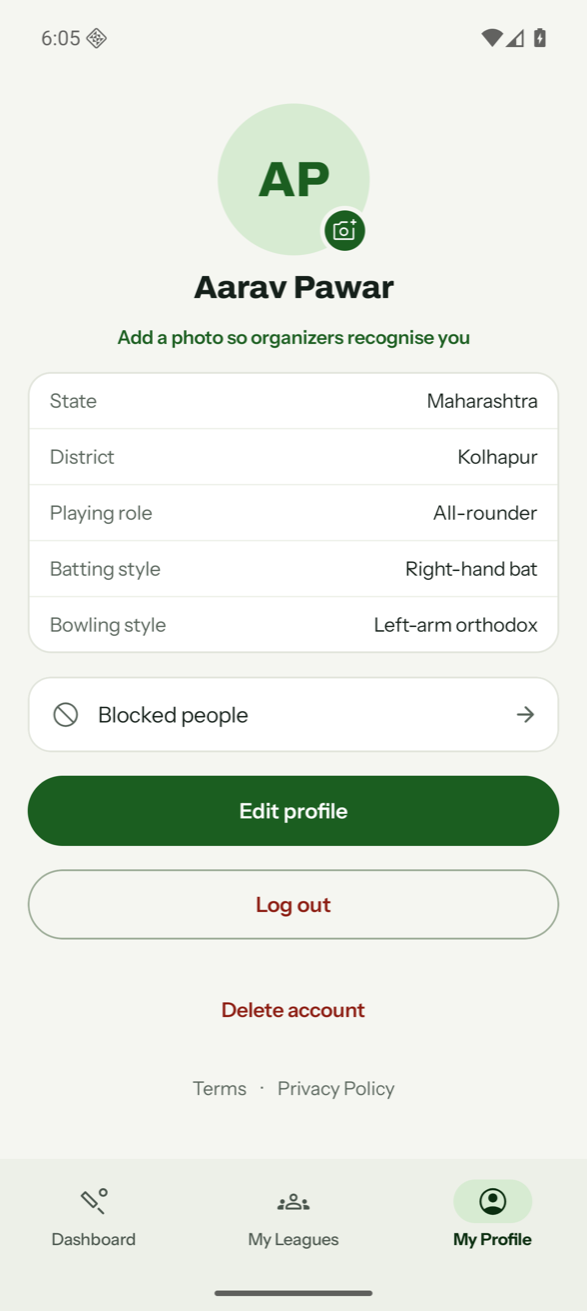 6:05
AP
Aarav Pawar
Add a photo so organizers recognise you
State Maharashtra
District Kolhapur
Playing role All-rounder
Batting style Right-hand bat
Bowling style Left-arm orthodox
Blocked people
Edit profile
Log out
Delete account
Terms · Privacy Policy
Dashboard My Leagues My Profile